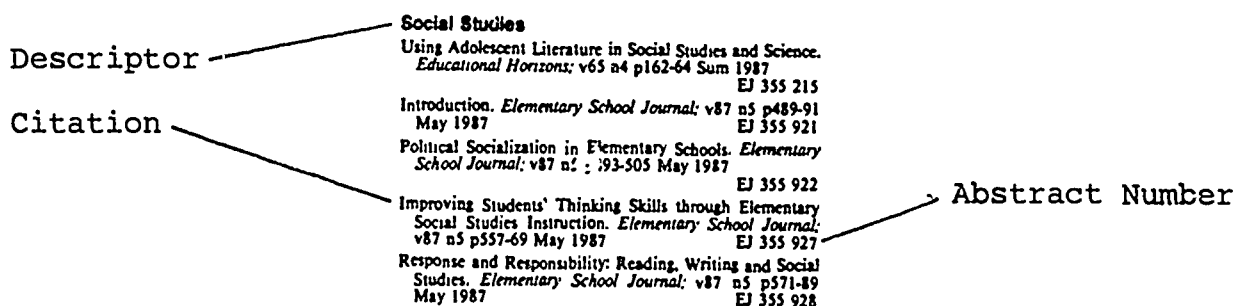 Social Studies
Using Adolescent Literature in Social Studies and Science.
Educational Horizons; v65 n4 p162-64 Sum 1987
EJ 355 215
Introduction. Elementary School Journal; v87 n5 p489-91
May 1987 EJ 355 921
Political Socialization in Elementary Schools. Elementary
School Journal; v87 93-505 May 1987
EJ 355 922
Improving Students' Thinking Skills through Elementary
Social Studies Instruction. Elementary School Journal;
v87 n5 p557-69 May 1987 EJ 355 927
Response and Responsibility: Reading, Writing and Social
Studies. Elementary School Journal; v87 n5 p571-89
May 1987 EJ 355 928
Descriptor
Citation
Abstract Number